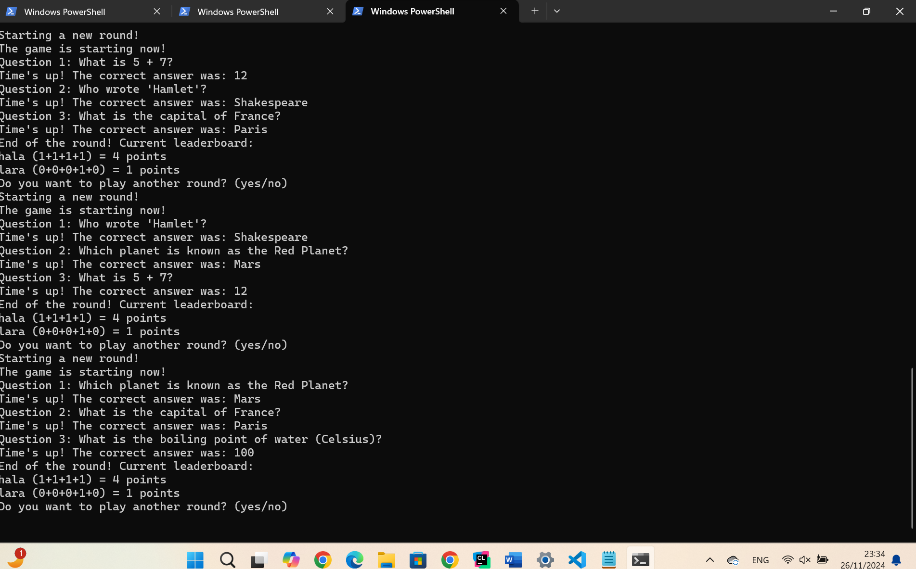 Windows PowerShell
Windows PowerShell
Windows PowerShell
Starting a new round!
The game is starting now!
Question 1: What is 5 + 7?
Time's up! The correct answer was: 12
Question 2: Who wrote 'Hamlet'?
Time's up! The correct answer was: Shakespeare
Question 3: What is the capital of France?
Time's up! The correct answer was: Paris
End of the round! Current leaderboard:
hala (1+1+1+1) = 4 points
lara (0+0+0+1+0) = 1 points
Do you want to play another round? (yes/no)
Starting a new round!
The game is starting now!
Question 1: Who wrote 'Hamlet'?
Time's up! The correct answer was: Shakespeare
Question 2: Which planet is known as the Red Planet?
Time's up! The correct answer was: Mars
Question 3: What is 5 + 7?
Time's up! The correct answer was: 12
End of the round! Current leaderboard:
hala (1+1+1+1) = 4 points
lara (0+0+0+1+0) = 1 points
Do you want to play another round? (yes/no)
Starting a new round!
The game is starting now!
Question 1: Which planet is known as the Red Planet?
Time's up! The correct answer was: Mars
Question 2: What is the capital of France?
Time's up! The correct answer was: Paris
Question 3: What is the boiling point of water (Celsius)?
Time's up! The correct answer was: 100
End of the round! Current leaderboard:
hala (1+1+1+1) = 4 points
lara (0+0+0+1+0) = 1 points
Do you want to play another round? (yes/no)
1
CL
W
ENG
23:34
26/11/2024